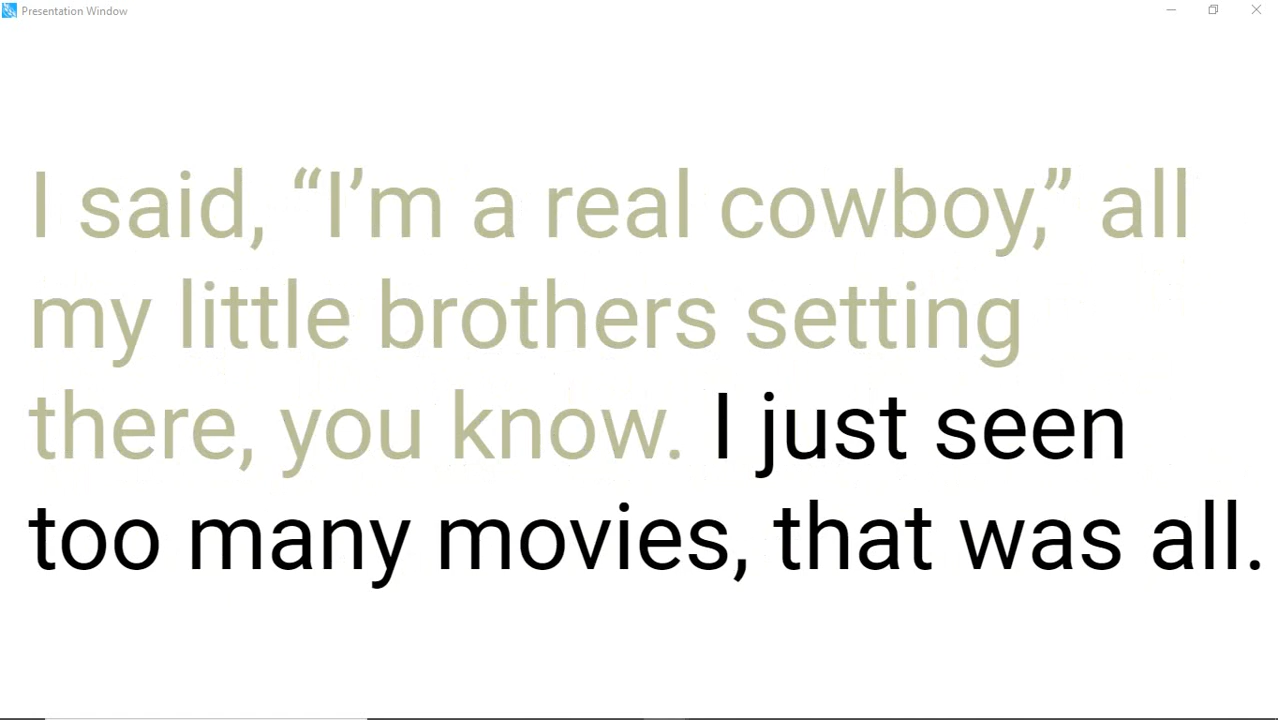 Presentation Window
I said, “I’m a real cowboy,” all
my little brothers setting
there, you know. I just seen
too many movies, that was all.